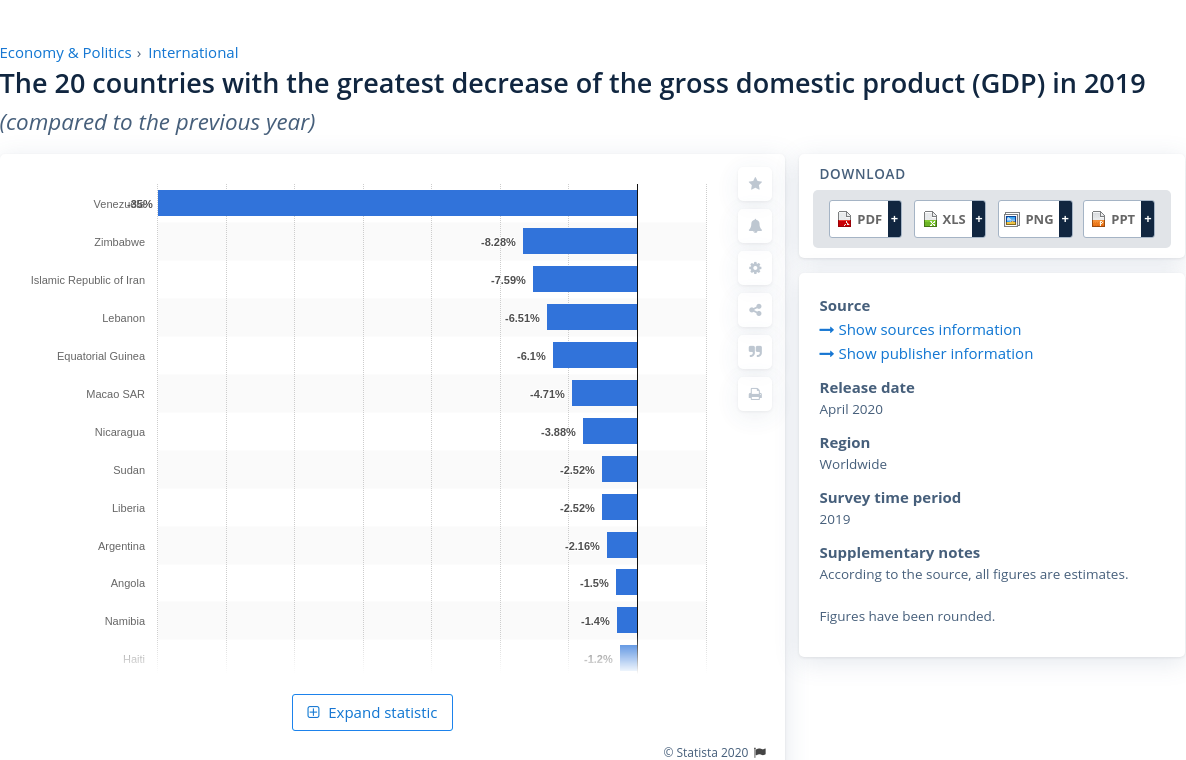 Economy & Politics › International
The 20 countries with the greatest decrease of the gross domestic product (GDP) in 2019
(compared to the previous year)
Venezuela -35%
Zimbabwe -8.28%
Islamic Republic of Iran -7.59%
Lebanon -6.51%
Equatorial Guinea -6.1%
Macao SAR -4.71%
Nicaragua -3.88%
Sudan -2.52%
Liberia -2.52%
Argentina -2.16%
Angola -1.5%
Namibia -1.4%
Haiti -1.2%
Expand statistic
© Statista 2020
DOWNLOAD
PDF + XLS + PNG + PPT +
Source
Show sources information
Show publisher information
Release date
April 2020
Region
Worldwide
Survey time period
2019
Supplementary notes
According to the source, all figures are estimates.
Figures have been rounded.